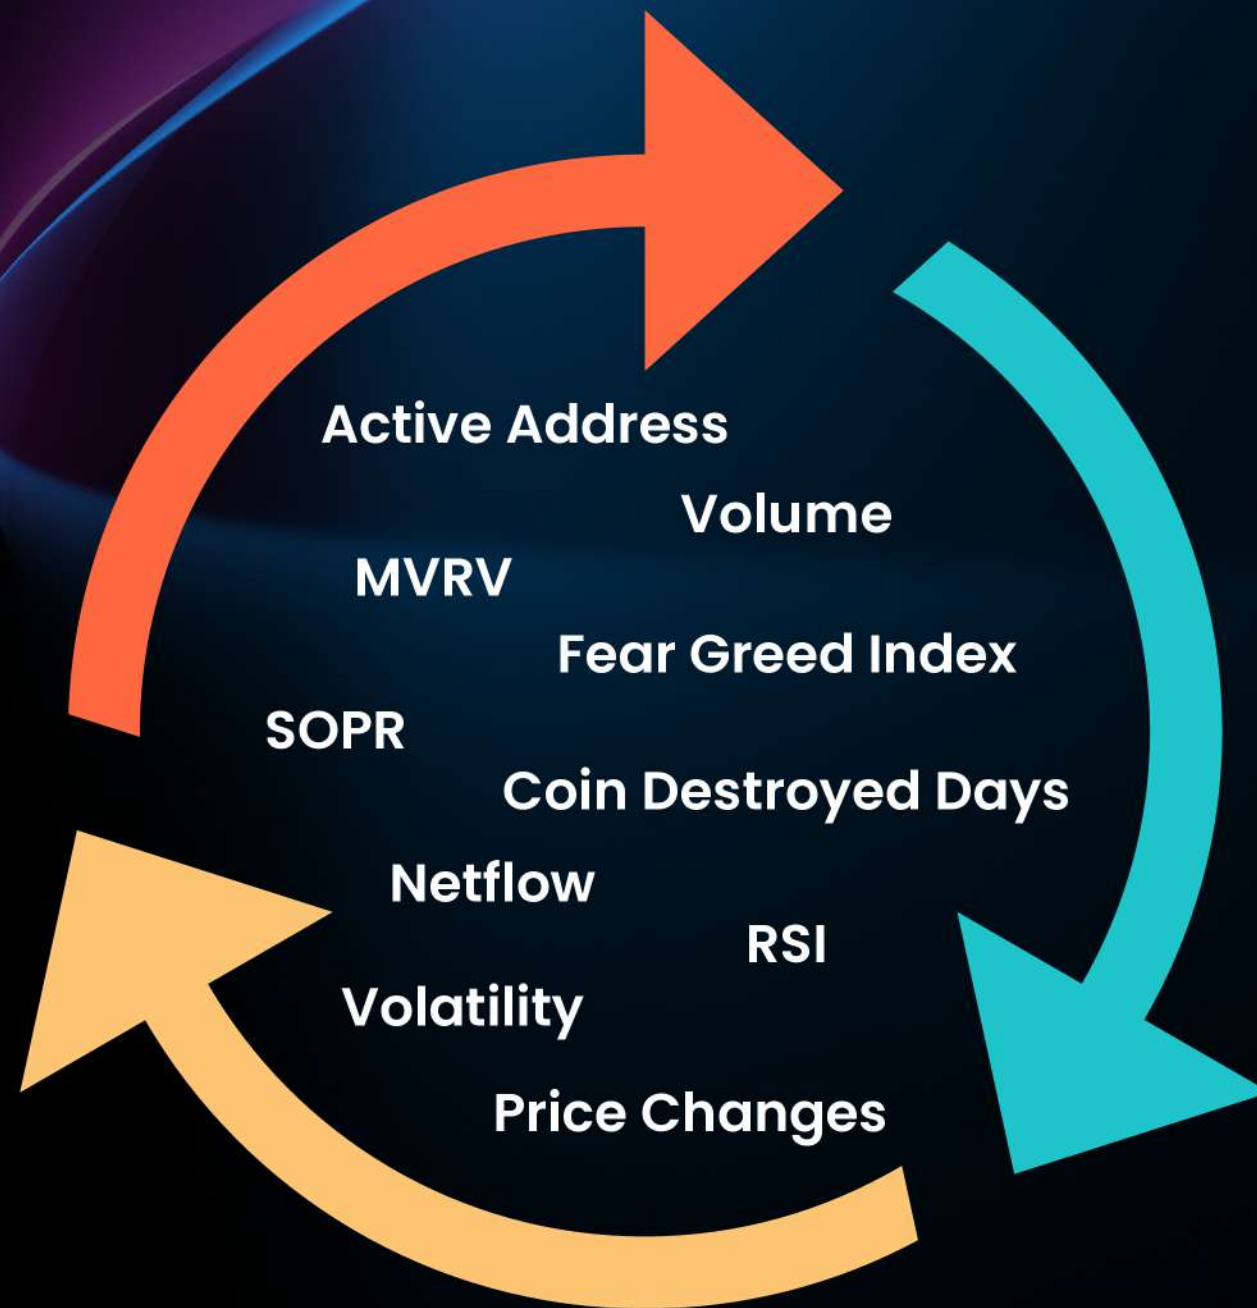 Active Address
Volume
MVRV
Fear Greed Index
SOPR
Coin Destroyed Days
Netflow
RSI
Volatility
Price Changes